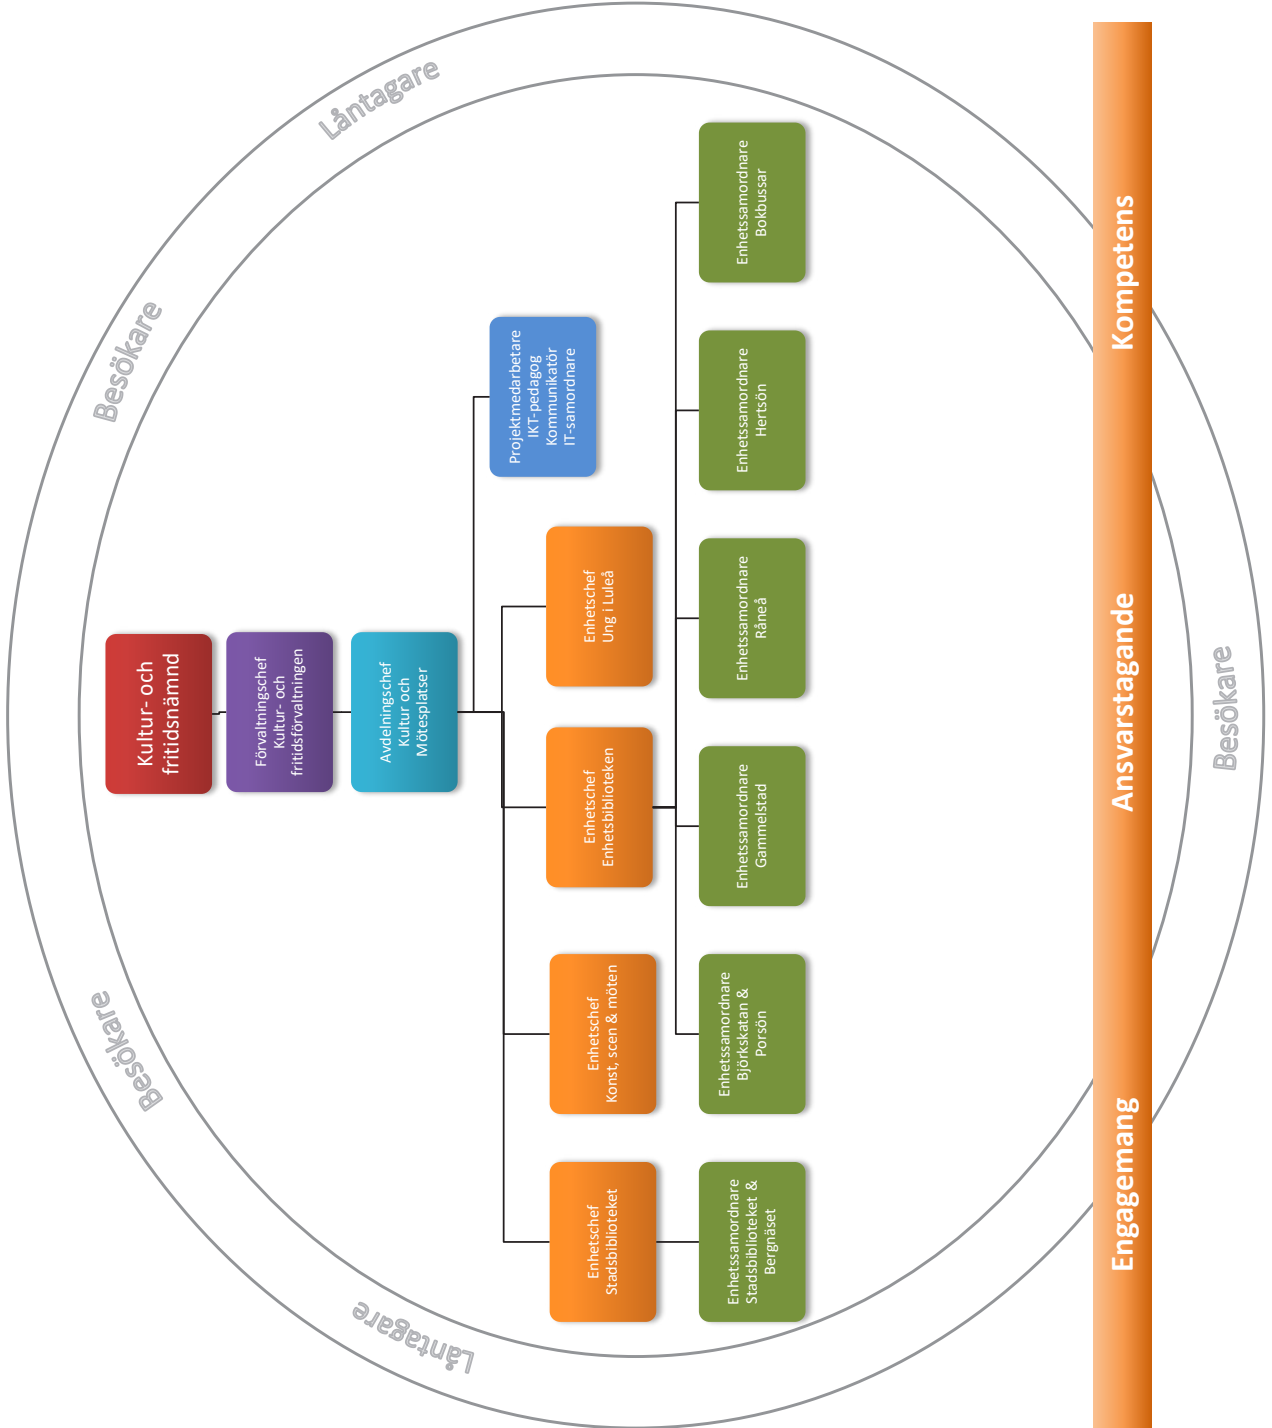 Låntagare
Besökare
Besökare
Låntagare
Kultur- och
fritidsnämnd
Förvaltningschef
Kultur- och
fritidsförvaltningen
Avdelningschef
Kultur och
Mötesplatser
Projektmedarbetare
IKT-pedagog
Kommunikatör
IT-samordnare
Enhetschef
Stadsbiblioteket
Enhetschef
Konst, scen & möten
Enhetschef
Enhetsbiblioteken
Enhetschef
Ung i Luleå
Enhetssamordnare
Stadsbiblioteket &
Bergnäset
Enhetssamordnare
Björkskatan &
Porsön
Enhetssamordnare
Gammelstad
Enhetssamordnare
Råneå
Enhetssamordnare
Hertsön
Enhetssamordnare
Bokbussar
Engagemang
Ansvarstagande
Kompetens
Besökare